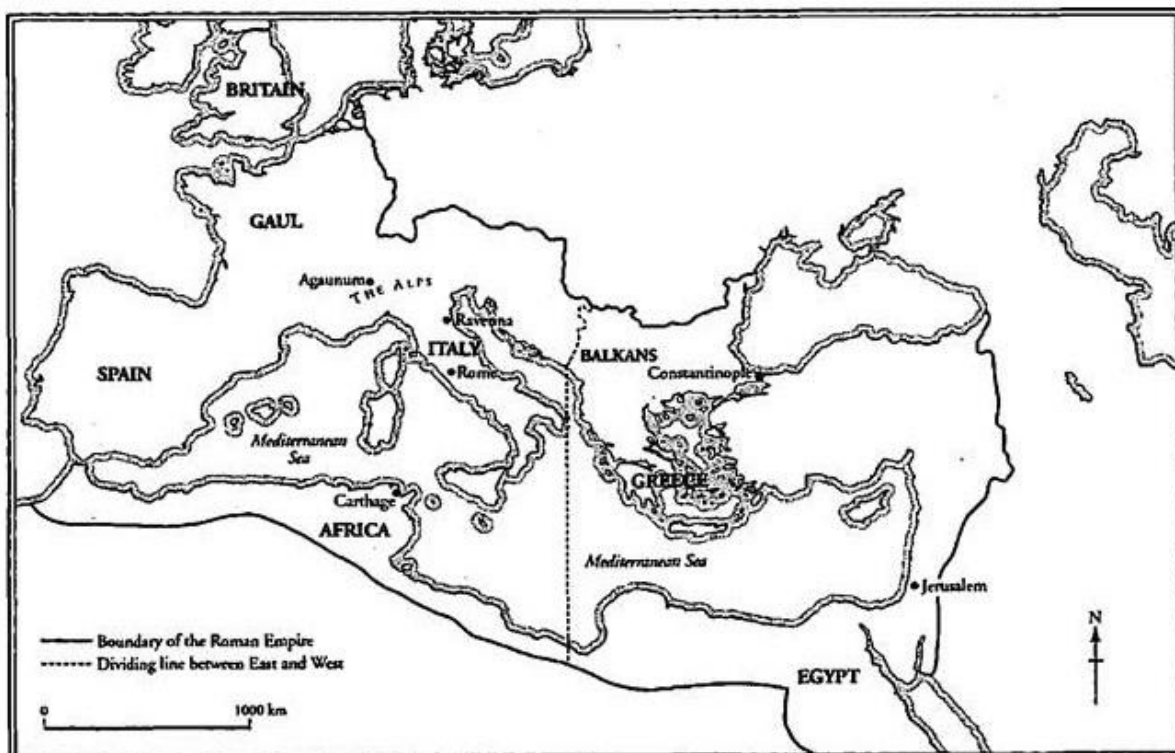 BRITAIN
GAUL
Agaunum
THE ALPS
Ravenna
ITALY
BALKANS
SPAIN
Rome
Constantinople
Mediterranean
Sea
GREECE
Carthage
AFRICA
Mediterranean Sea
Jerusalem
Boundary of the Roman Empire
Dividing line between East and West
N
EGYPT
0 1000 km